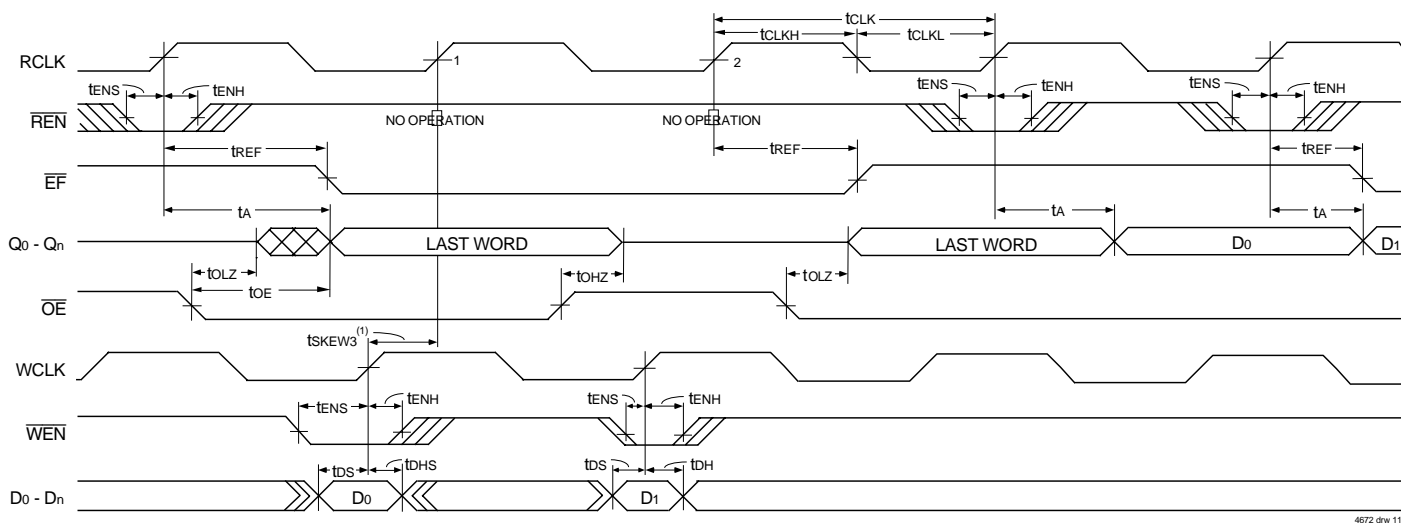 tCLK
tCLKH tCLKL
RCLK 1 2
tENS tENH tENS tENH tENS tENH
REN NO OPERATION NO OPERATION
tREF tREF tREF
EF
tA tA tA
Q0 - Qn LAST WORD LAST WORD D0 D1
tOLZ tOHZ tOLZ
tOE
OE
tSKEW3(1)
WCLK
tENS tENH tENS tENH
WEN
tDS tDHS tDS tDH
D0 - Dn D0 D1
4672 drw 11